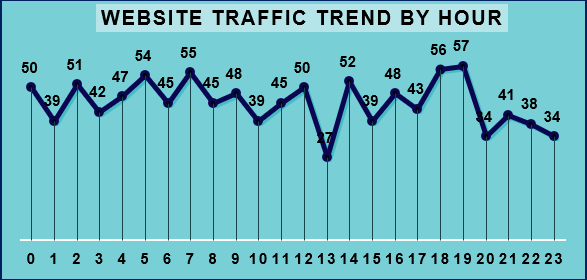 WEBSITE TRAFFIC TREND BY HOUR
50 39 51 42 47 54 45 55 45 48 39 45 50 27 52 39 48 43 56 57 34 41 38 34
0 1 2 3 4 5 6 7 8 9 10 11 12 13 14 15 16 17 18 19 20 21 22 23